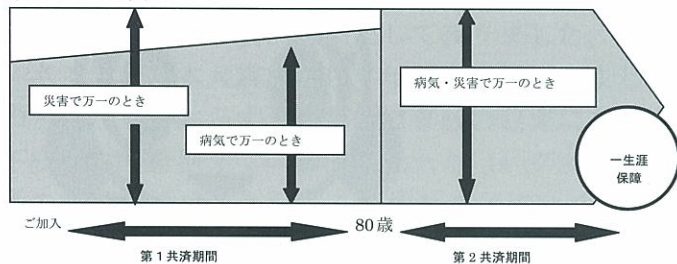 災害で万一のとき
病気で万一のとき
病気・災害で万一のとき
一生涯
保障
ご加入
80歳
第1共済期間
第2共済期間